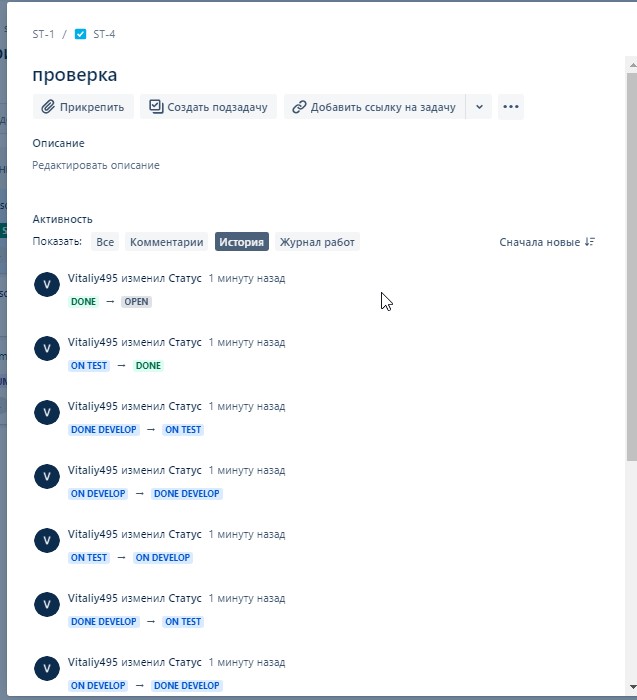 ST-1 / ST-4
проверка
Прикрепить Создать подзадачу Добавить ссылку на задачу
Описание
Редактировать описание
Активность
Показать: Все Комментарии История Журнал работ Сначала новые
V Vitaliy495 изменил Статус 1 минуту назад
DONE → OPEN
V Vitaliy495 изменил Статус 1 минуту назад
ON TEST → DONE
V Vitaliy495 изменил Статус 1 минуту назад
DONE DEVELOP → ON TEST
V Vitaliy495 изменил Статус 1 минуту назад
ON DEVELOP → DONE DEVELOP
V Vitaliy495 изменил Статус 1 минуту назад
ON TEST → ON DEVELOP
V Vitaliy495 изменил Статус 1 минуту назад
DONE DEVELOP → ON TEST
V Vitaliy495 изменил Статус 1 минуту назад
ON DEVELOP → DONE DEVELOP